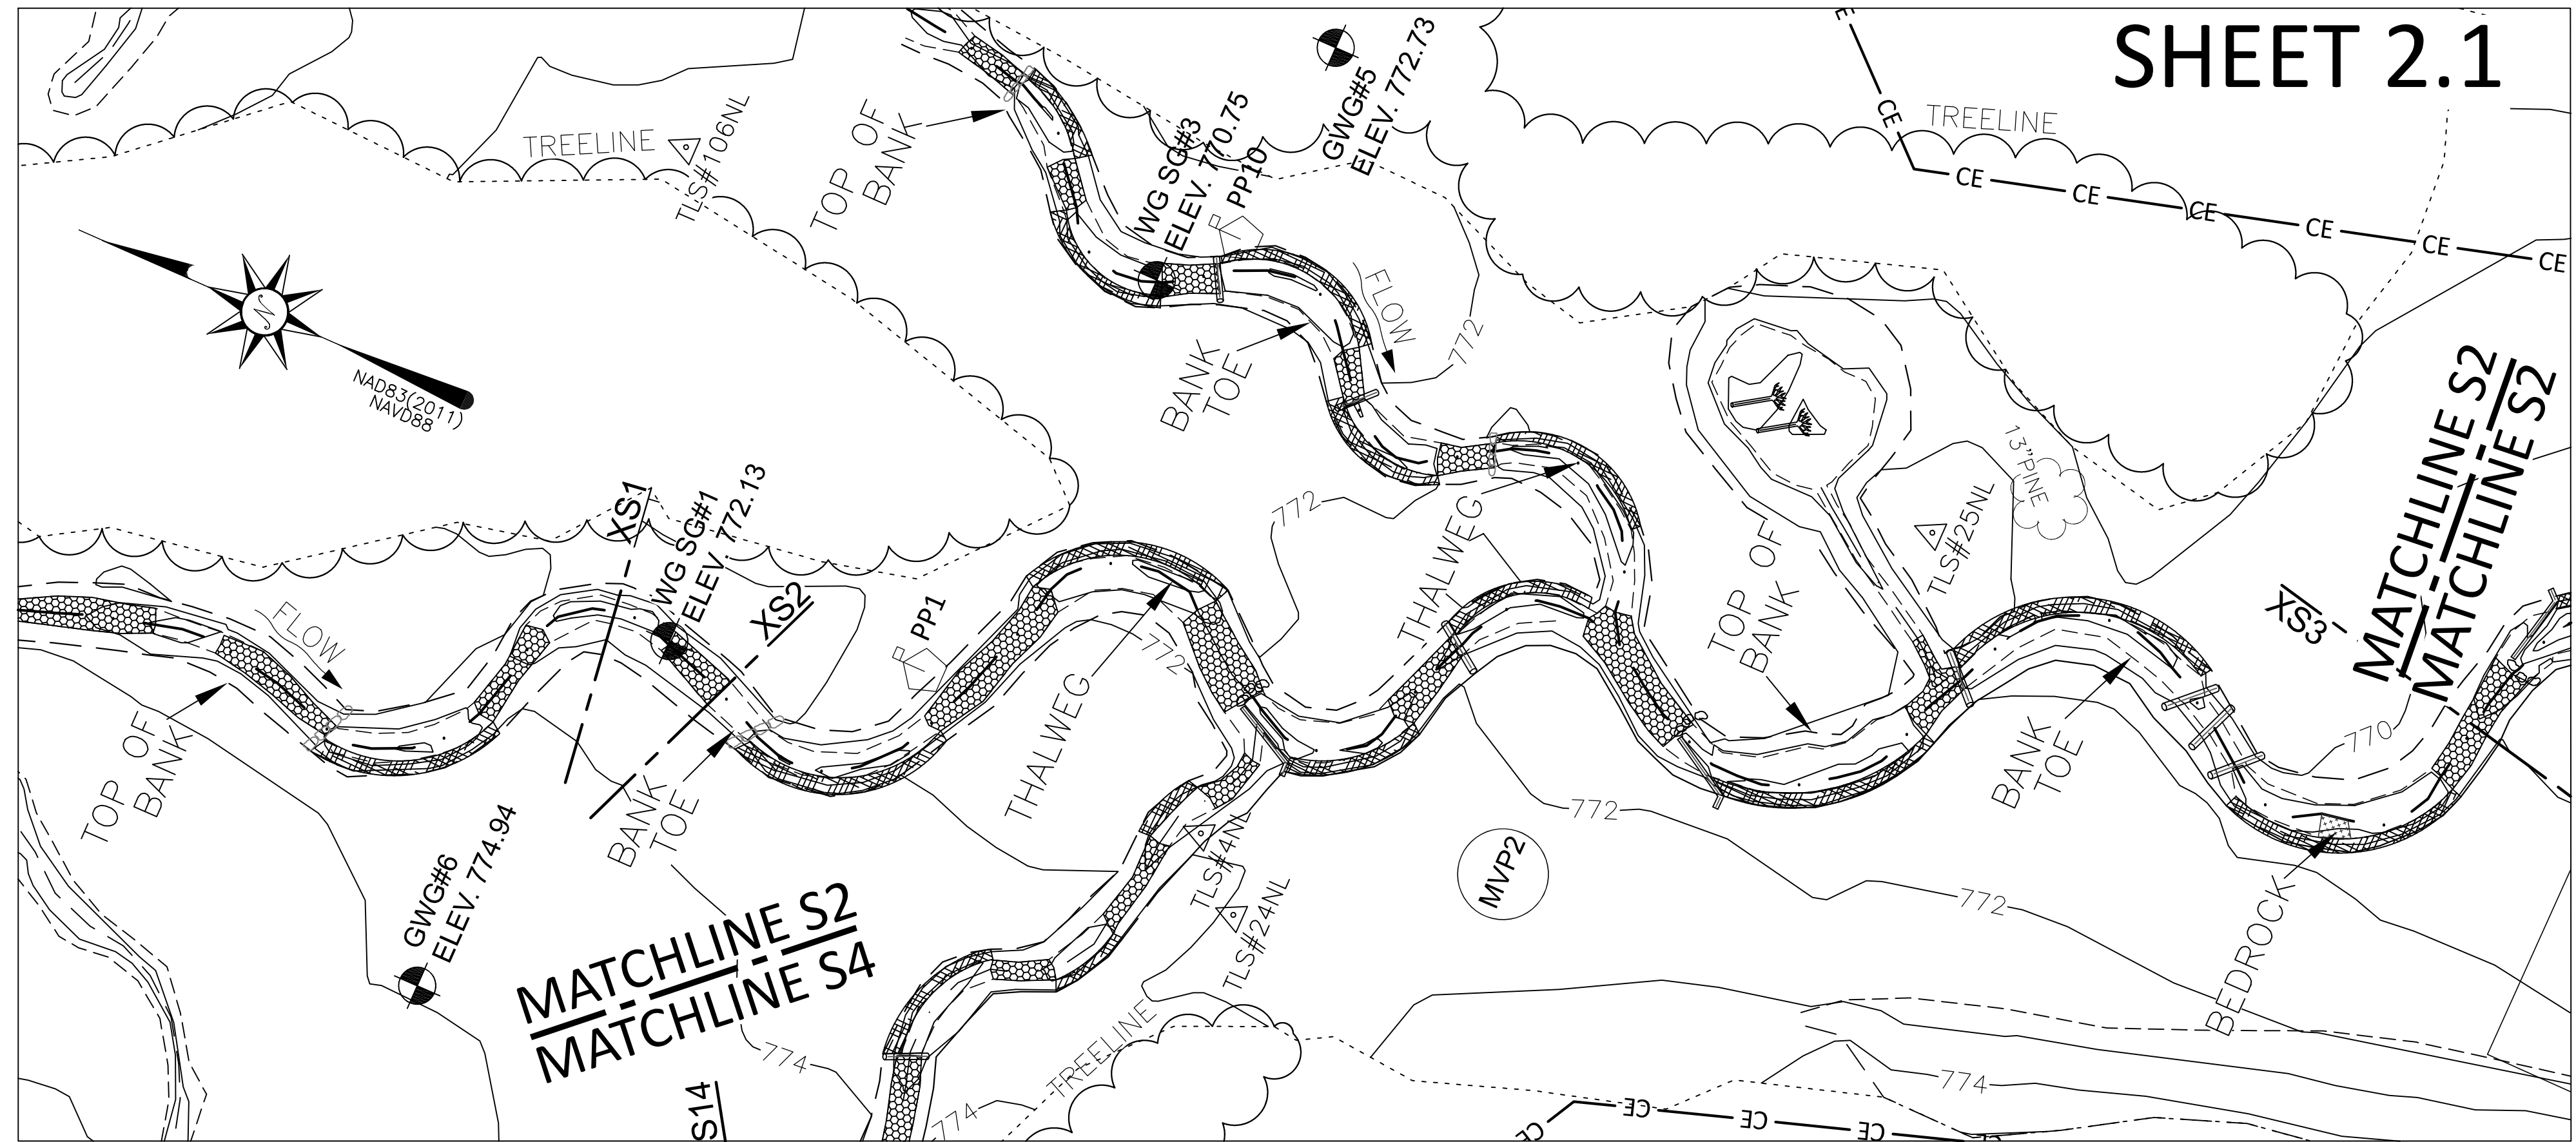 SHEET 2.1
CE
CE
CE
CE
CE
CE
CE
CE
TREELINE
TREELINE
TLS#106NL
TOP OF
BANK
WG SG#3
ELEV. 770.75
PP10
GWG#5
ELEV. 772.73
N
NAD83(2011)
NAVD88
BANK
TOE
FLOW
772
772
THALWEG
TOP OF
BANK
TLS#25NL
13"PINE
MATCHLINE S2
MATCHLINE S2
XS3
XS1
WG SG#1
ELEV. 772.13
XS2
PP1
FLOW
TOP OF
BANK
BANK
TOE
THALWEG
772
GWG#6
ELEV. 774.94
MATCHLINE S2
MATCHLINE S4
S14
774
774
TREELINE
TLS#4NL
TLS#24NL
MVP2
772
772
BANK
TOE
770
BEDROCK
774
CE
CE
CE
CE